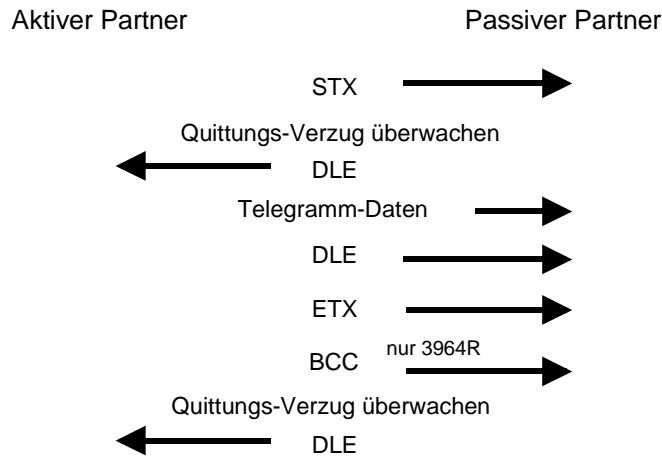 Aktiver Partner Passiver Partner
STX
Quittungs-Verzug überwachen
DLE
Telegramm-Daten
DLE
ETX
BCC nur 3964R
Quittungs-Verzug überwachen
DLE